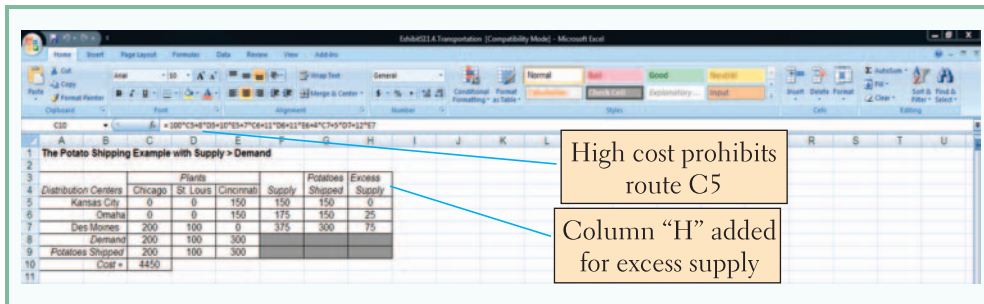 ExhibitS11.4.Transportation [Compatibility Mode] - Microsoft Excel
Home Insert Page Layout Formulas Data Review View Add-Ins
Cut Arial 10 Wrap Text General Normal Bad Good Neutral AutoSum
Copy Fill
Paste Format Painter Merge & Center Conditional Formatting Format as Table Calculation Check Cell Explanatory ... Input Insert Delete Format Clear Sort & Filter Find & Select
Clipboard Font Alignment Number Styles Cells Editing
C10 fx =100*C5+8*D5+10*E5+7*C6+11*D6+11*E6+4*C7+5*D7+12*E7
A B C D E F G H I J K L R S T U
1 The Potato Shipping Example with Supply > Demand
2
3 Plants Potatoes Excess
4 Distribution Centers Chicago St. Louis Cincinnati Supply Shipped Supply
5 Kansas City 0 0 150 150 150 0
6 Omaha 0 0 150 175 150 25
7 Des Moines 200 100 0 375 300 75
8 Demand 200 100 300
9 Potatoes Shipped 200 100 300
10 Cost = 4450
11
High cost prohibits
route C5
Column “H” added
for excess supply